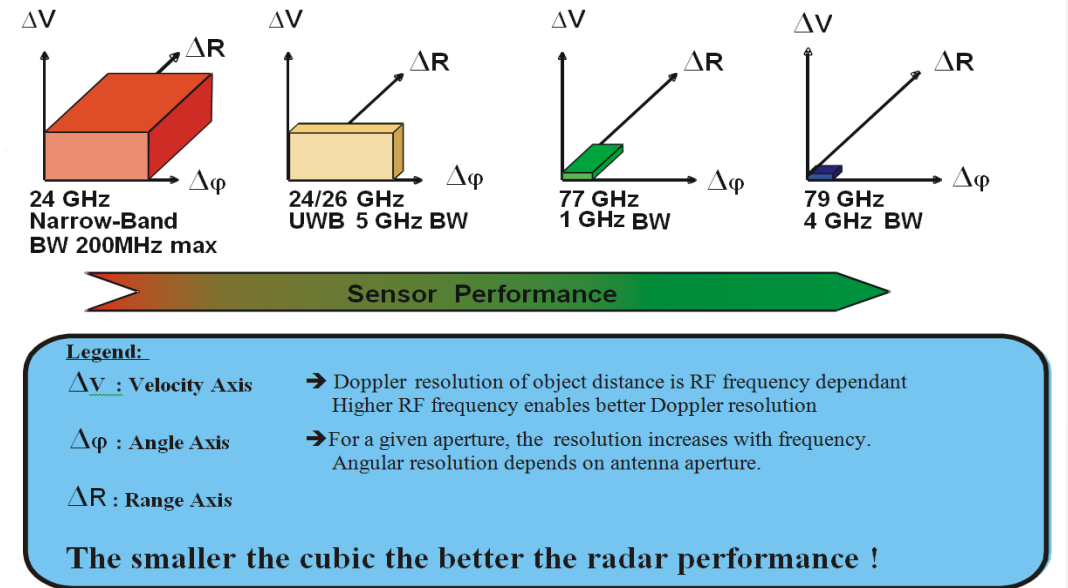 ΔV
ΔR
Δφ
24 GHz
Narrow-Band
BW 200MHz max
ΔV
ΔR
Δφ
24/26 GHz
UWB 5 GHz BW
ΔV
ΔR
Δφ
77 GHz
1 GHz BW
ΔV
ΔR
Δφ
79 GHz
4 GHz BW
Sensor Performance
Legend:
ΔV : Velocity Axis
➔ Doppler resolution of object distance is RF frequency dependant
Higher RF frequency enables better Doppler resolution
Δφ : Angle Axis
➔For a given aperture, the resolution increases with frequency.
Angular resolution depends on antenna aperture.
ΔR : Range Axis
The smaller the cubic the better the radar performance !